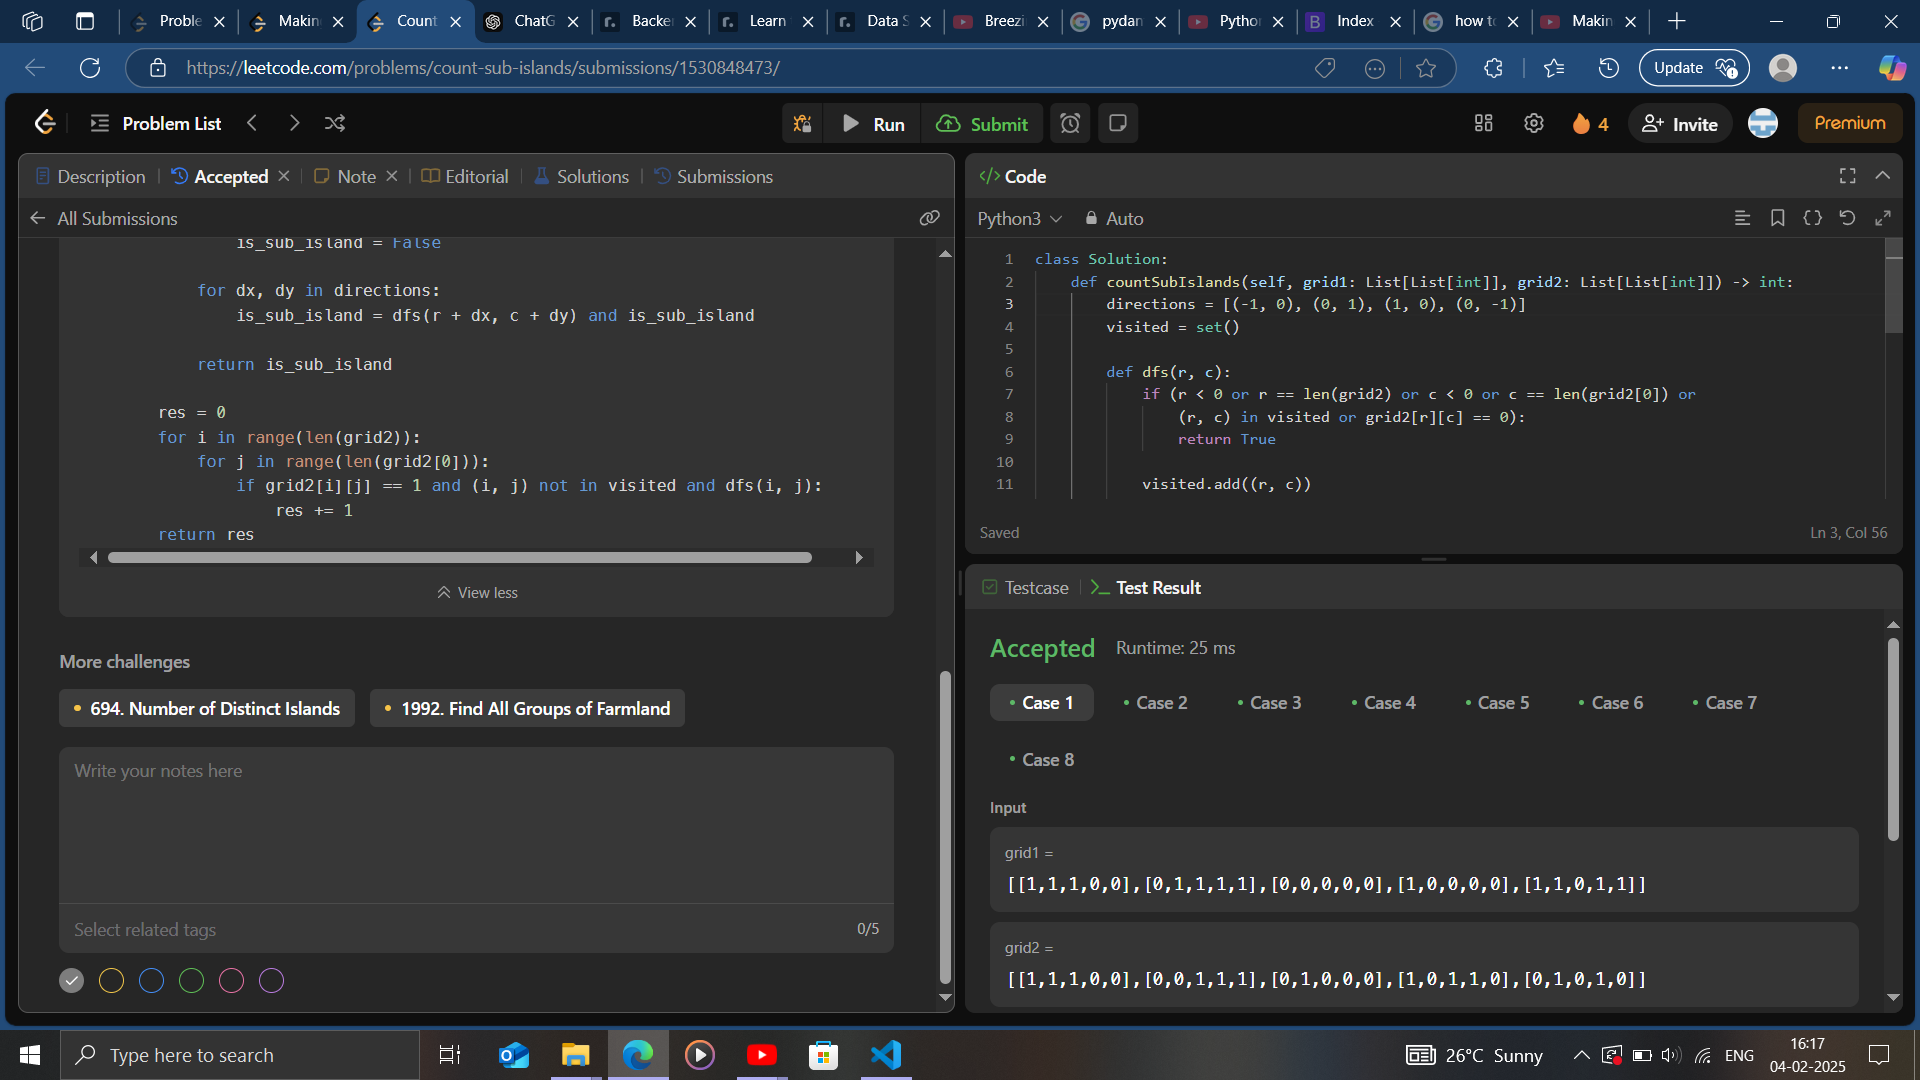 Proble
Makin
Count
ChatG
Backe
Learn
Data S
Breezi
pydan
Pytho
Index
how to
Makin
https://leetcode.com/problems/count-sub-islands/submissions/1530848473/
Update
Problem List
Run
Submit
4
Invite
Premium
Description
Accepted
Note
Editorial
Solutions
Submissions
All Submissions
is_sub_island = False
for dx, dy in directions:
is_sub_island = dfs(r + dx, c + dy) and is_sub_island
return is_sub_island
res = 0
for i in range(len(grid2)):
for j in range(len(grid2[0])):
if grid2[i][j] == 1 and (i, j) not in visited and dfs(i, j):
res += 1
return res
View less
More challenges
694. Number of Distinct Islands
1992. Find All Groups of Farmland
Write your notes here
Select related tags
0/5
</> Code
Python3
Auto
1 class Solution:
2 def countSubIslands(self, grid1: List[List[int]], grid2: List[List[int]]) -> int:
3 directions = [(-1, 0), (0, 1), (1, 0), (0, -1)]
4 visited = set()
5
6 def dfs(r, c):
7 if (r < 0 or r == len(grid2) or c < 0 or c == len(grid2[0]) or
8 (r, c) in visited or grid2[r][c] == 0):
9 return True
10
11 visited.add((r, c))
Saved
Ln 3, Col 56
Testcase
Test Result
Accepted
Runtime: 25 ms
Case 1
Case 2
Case 3
Case 4
Case 5
Case 6
Case 7
Case 8
Input
grid1 =
[[1,1,1,0,0],[0,1,1,1,1],[0,0,0,0,0],[1,0,0,0,0],[1,1,0,1,1]]
grid2 =
[[1,1,1,0,0],[0,0,1,1,1],[0,1,0,0,0],[1,0,1,1,0],[0,1,0,1,0]]
Type here to search
26°C Sunny
ENG
16:17
04-02-2025